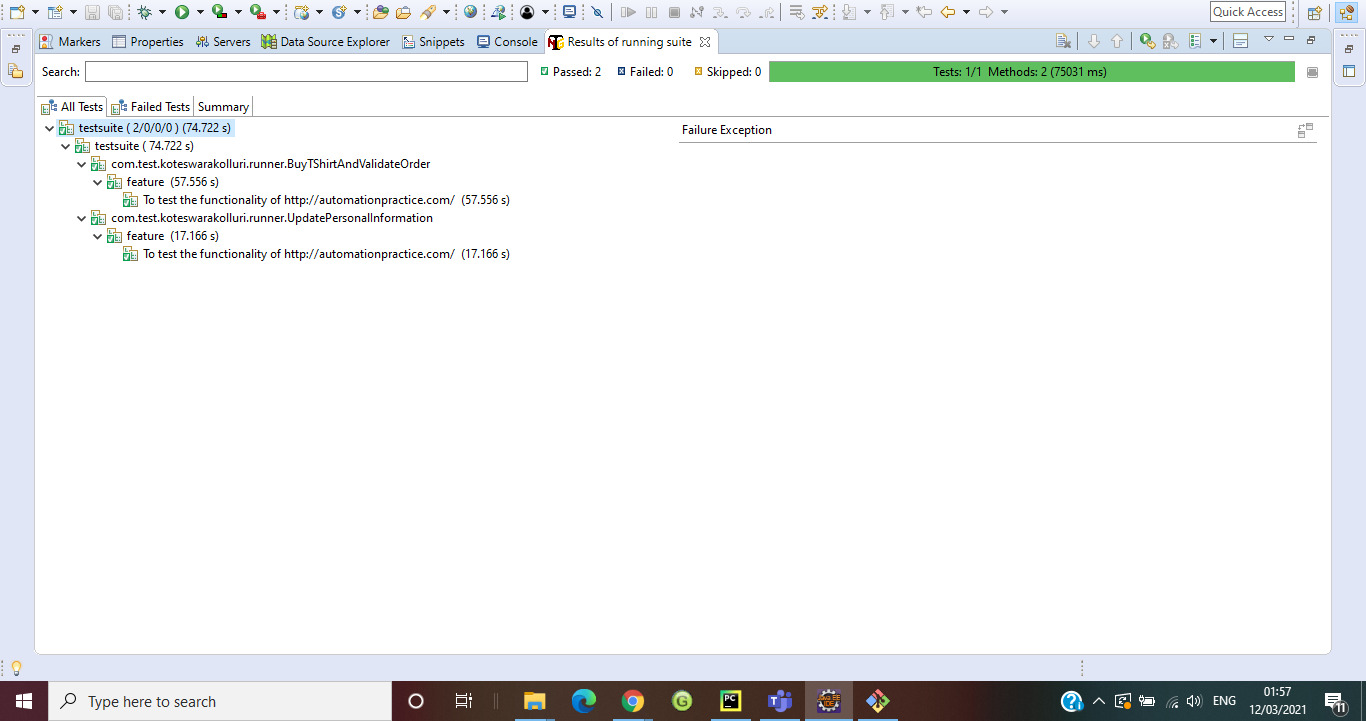 Quick Access
Markers Properties Servers Data Source Explorer Snippets Console Results of running suite
Search: Passed: 2 Failed: 0 Skipped: 0 Tests: 1/1 Methods: 2 (75031 ms)
All Tests Failed Tests Summary
testsuite ( 2/0/0/0 ) (74.722 s)
Failure Exception
testsuite ( 74.722 s)
com.test.koteswarakolluri.runner.BuyTShirtAndValidateOrder
feature (57.556 s)
To test the functionality of http://automationpractice.com/ (57.556 s)
com.test.koteswarakolluri.runner.UpdatePersonalInformation
feature (17.166 s)
To test the functionality of http://automationpractice.com/ (17.166 s)
Type here to search
PC
ENG
01:57
12/03/2021
11